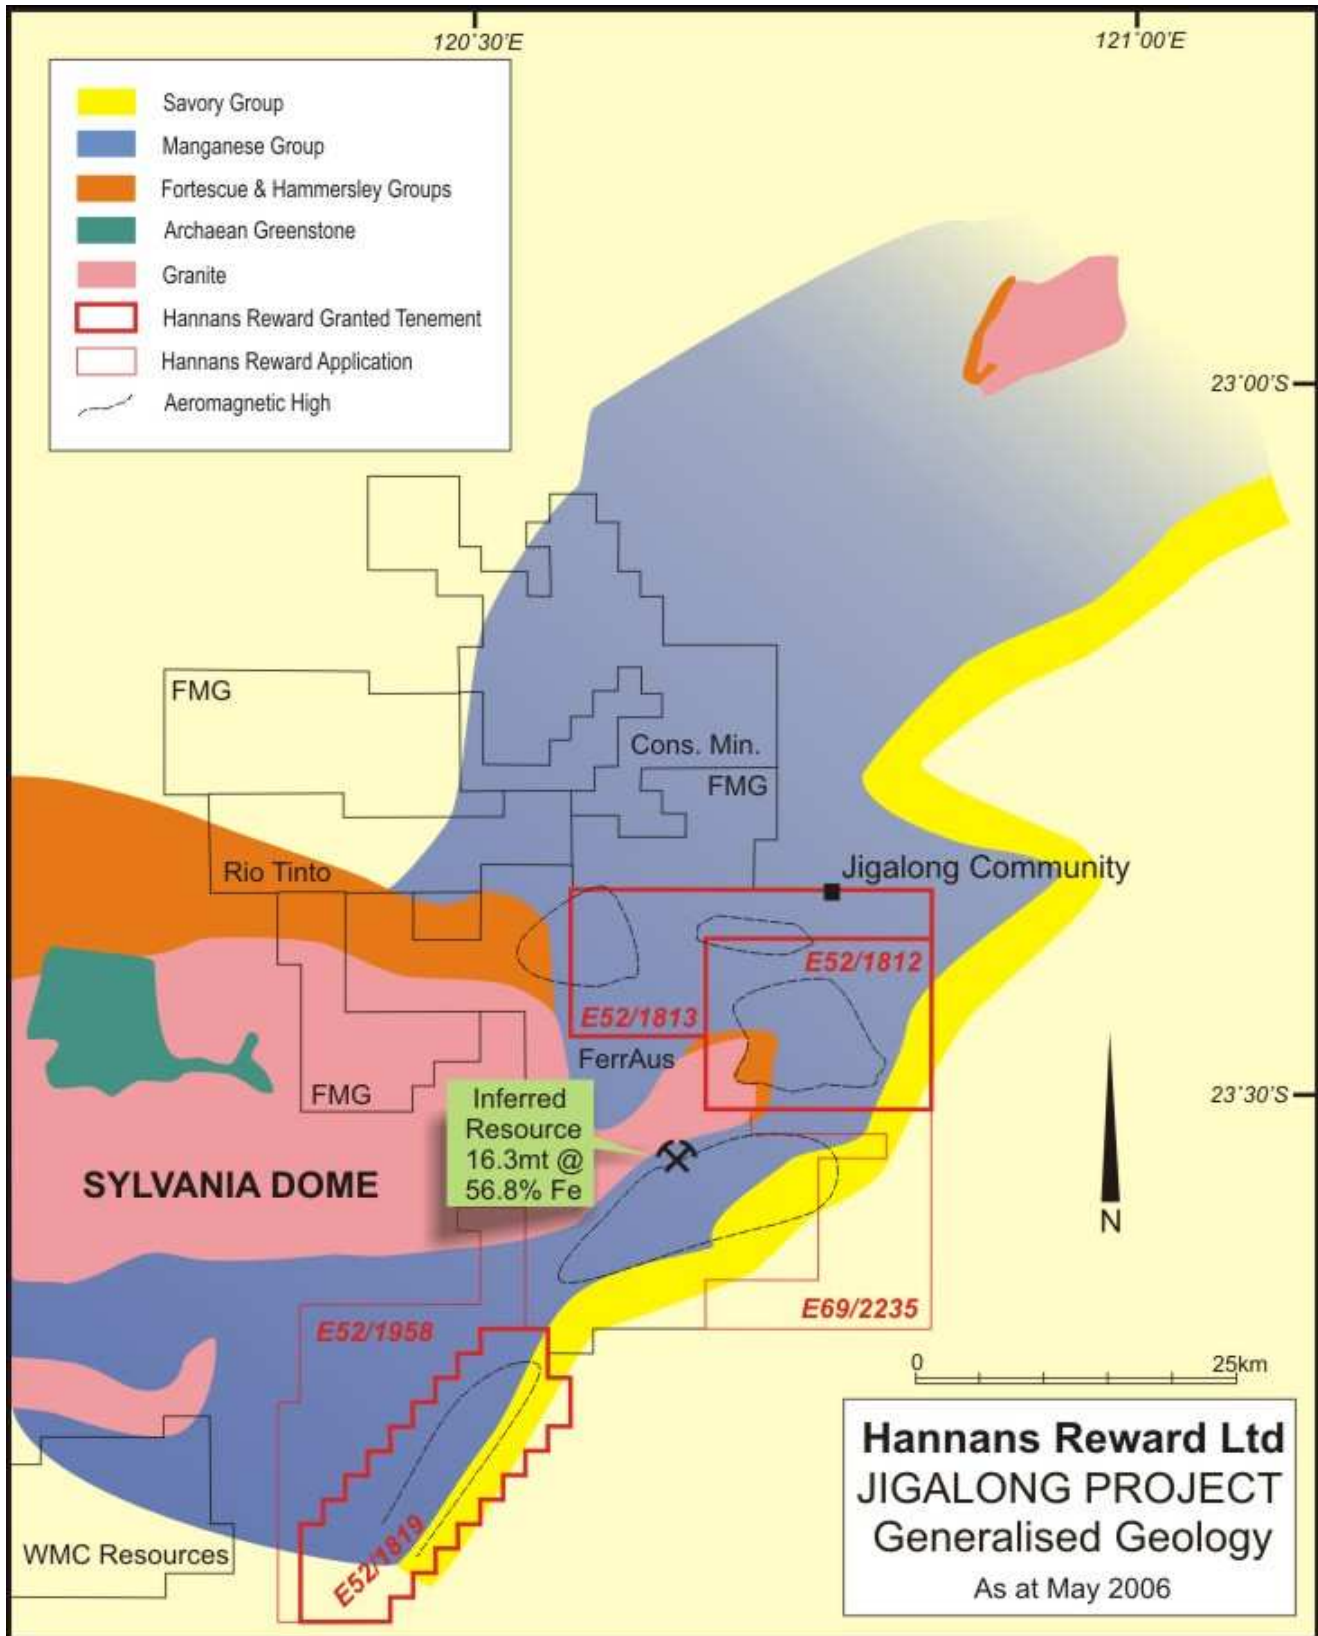 120˚30'E
121˚00'E
Savory Group
Manganese Group
Fortescue & Hammersley Groups
Archaean Greenstone
Granite
Hannans Reward Granted Tenement
Hannans Reward Application
Aeromagnetic High
23˚00'S
FMG
Cons. Min.
FMG
Rio Tinto
Jigalong Community
E52/1812
E52/1813
FerrAus
FMG
Inferred
Resource
16.3mt @
56.8% Fe
23˚30'S
SYLVANIA DOME
N
E69/2235
E52/1958
0 25km
E52/1819
WMC Resources
Hannans Reward Ltd
JIGALONG PROJECT
Generalised Geology
As at May 2006